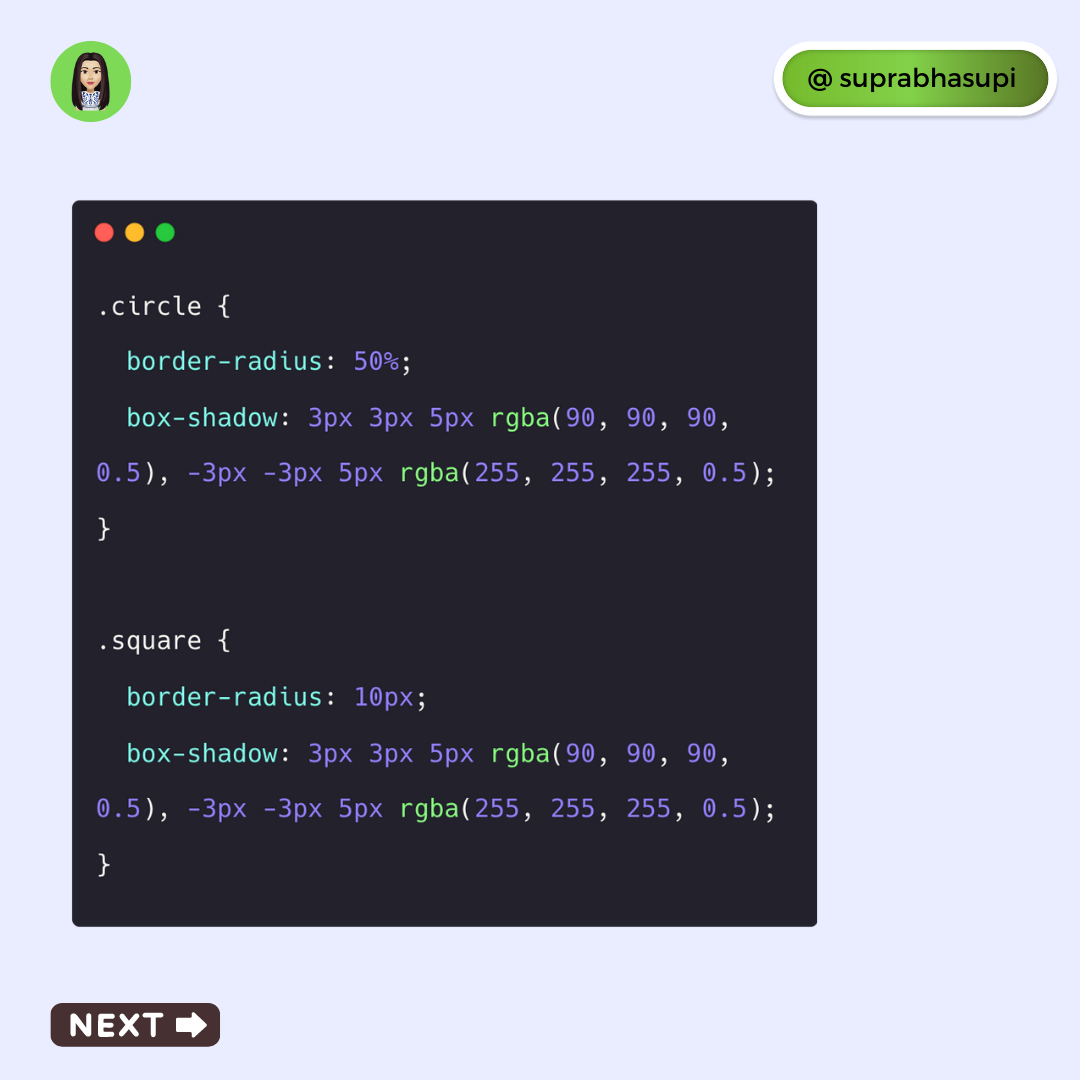 @ suprabhasupi
.circle {
  border-radius: 50%;
  box-shadow: 3px 3px 5px rgba(90, 90, 90,
0.5), -3px -3px 5px rgba(255, 255, 255, 0.5);
}
.square {
  border-radius: 10px;
  box-shadow: 3px 3px 5px rgba(90, 90, 90,
0.5), -3px -3px 5px rgba(255, 255, 255, 0.5);
}
NEXT